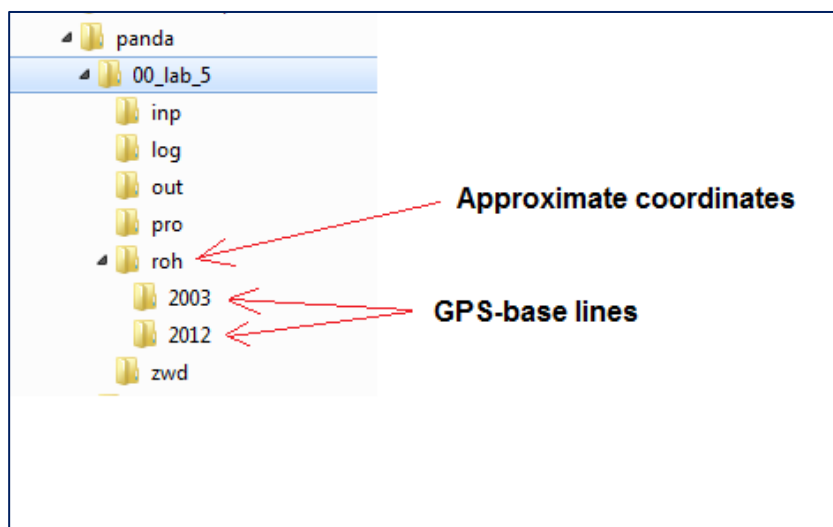 panda
00_lab_5
inp
log
out
pro
Approximate coordinates
roh
2003
GPS-base lines
2012
zwd